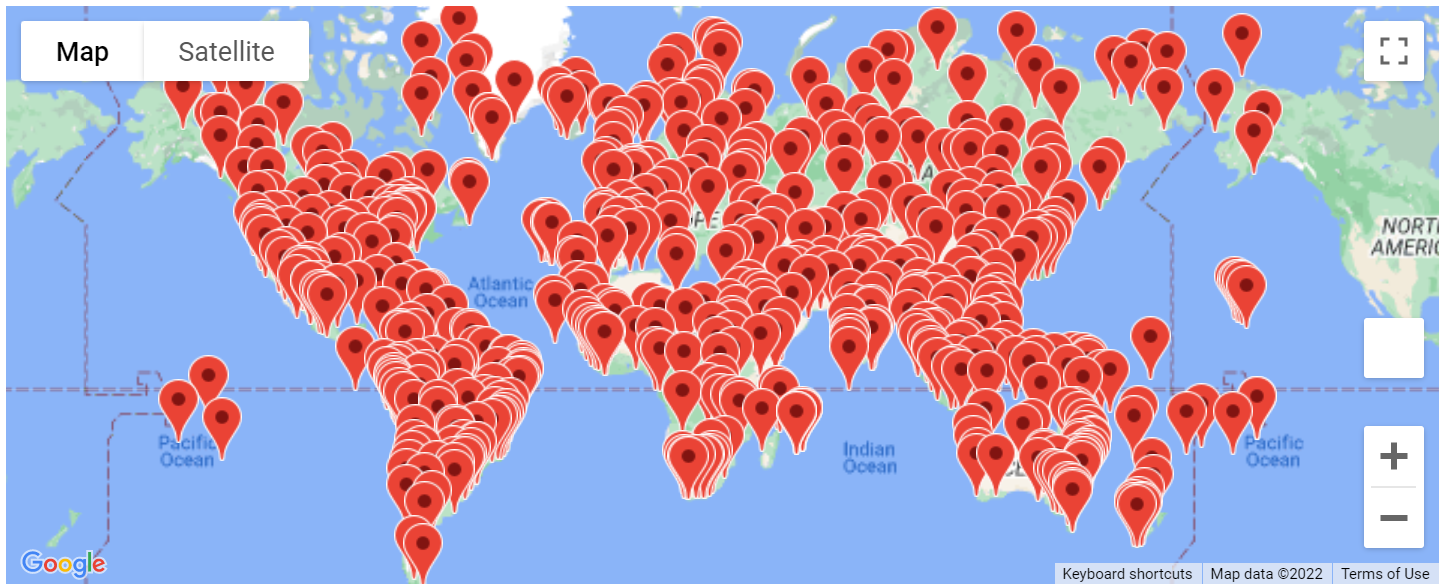 Map
Satellite
NORTH
AMERIC
Atlantic
Ocean
Pacific
Ocean
Indian
Ocean
Pacific
Ocean
Google
Keyboard shortcuts
Map data ©2022
Terms of Use